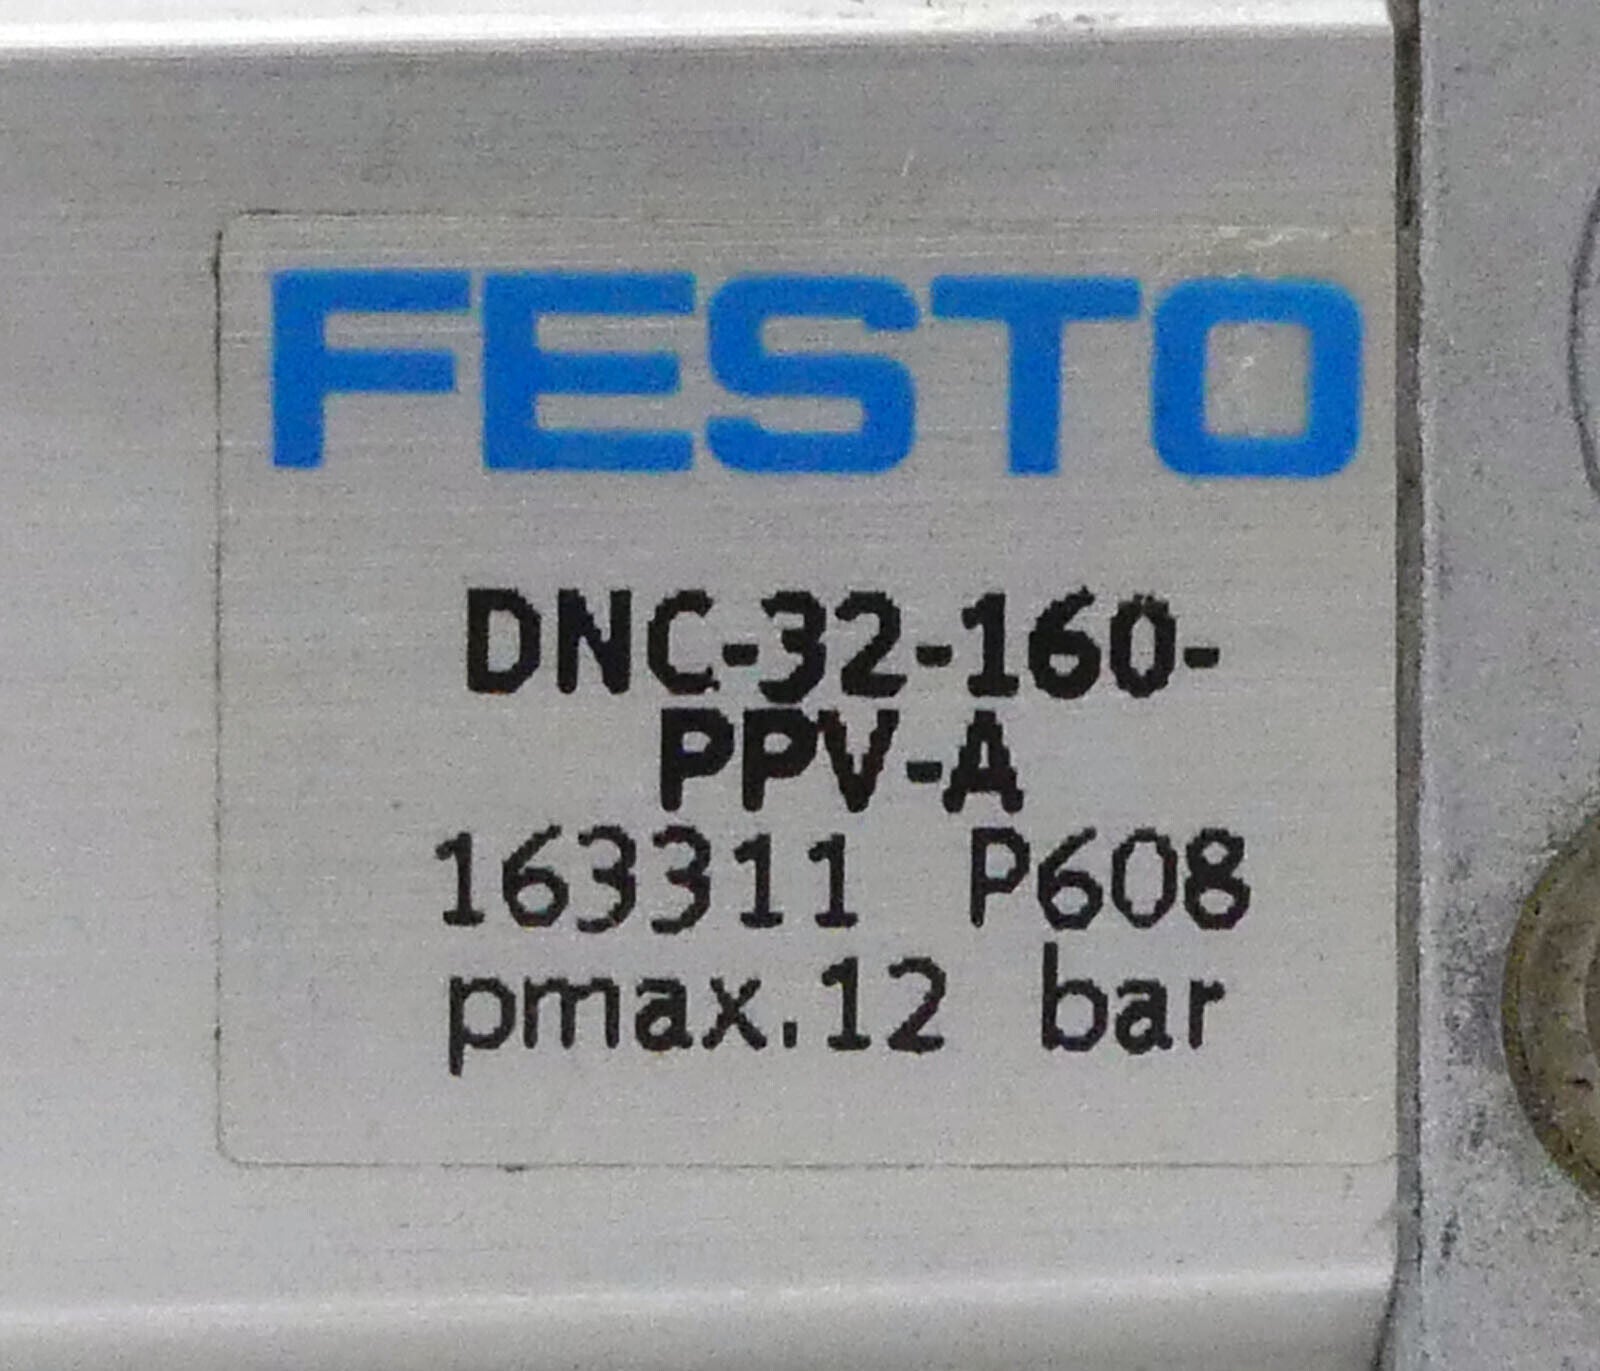 FESTO
DNC-32-160-
PPV-A
163311 P608
pmax.12 bar